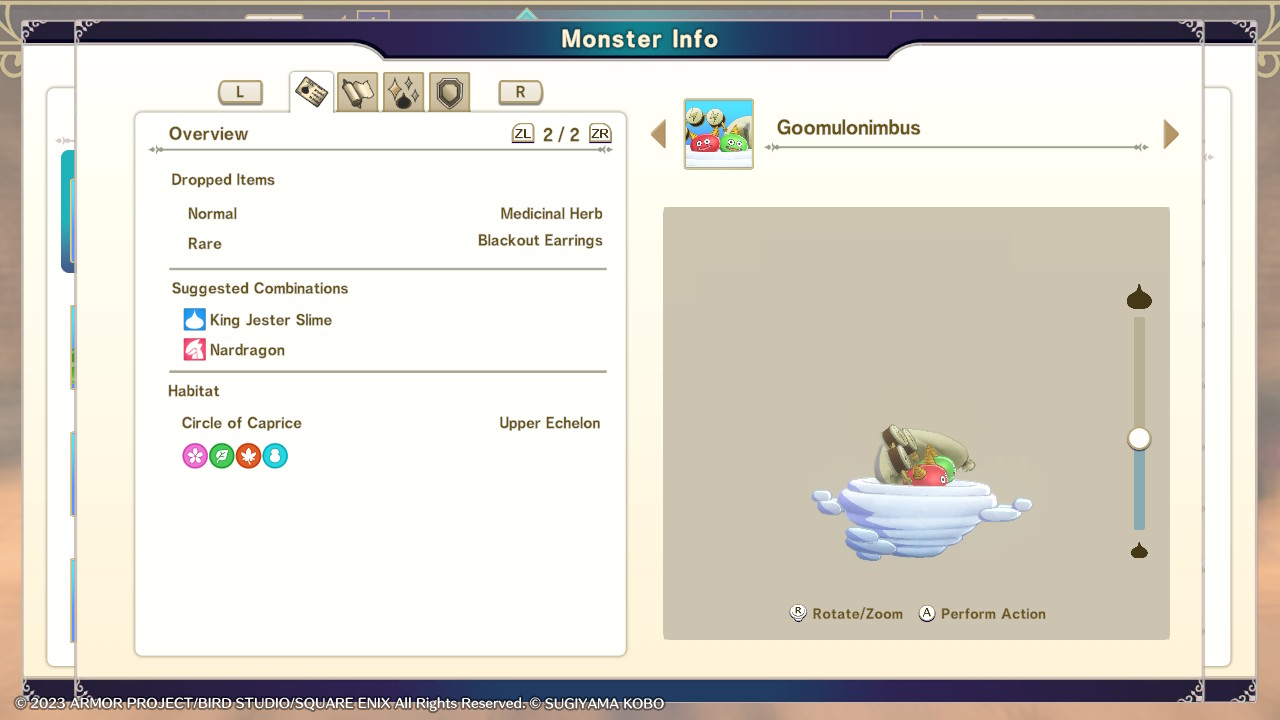 Monster Info
L
R
Overview
ZL 2 / 2 ZR
Goomulonimbus
Dropped Items
Normal Medicinal Herb
Rare Blackout Earrings
Suggested Combinations
King Jester Slime
Nardragon
Habitat
Circle of Caprice Upper Echelon
R Rotate/Zoom A Perform Action
© 2023 ARMOR PROJECT/BIRD STUDIO/SQUARE ENIX All Rights Reserved. © SUGIYAMA KOBO